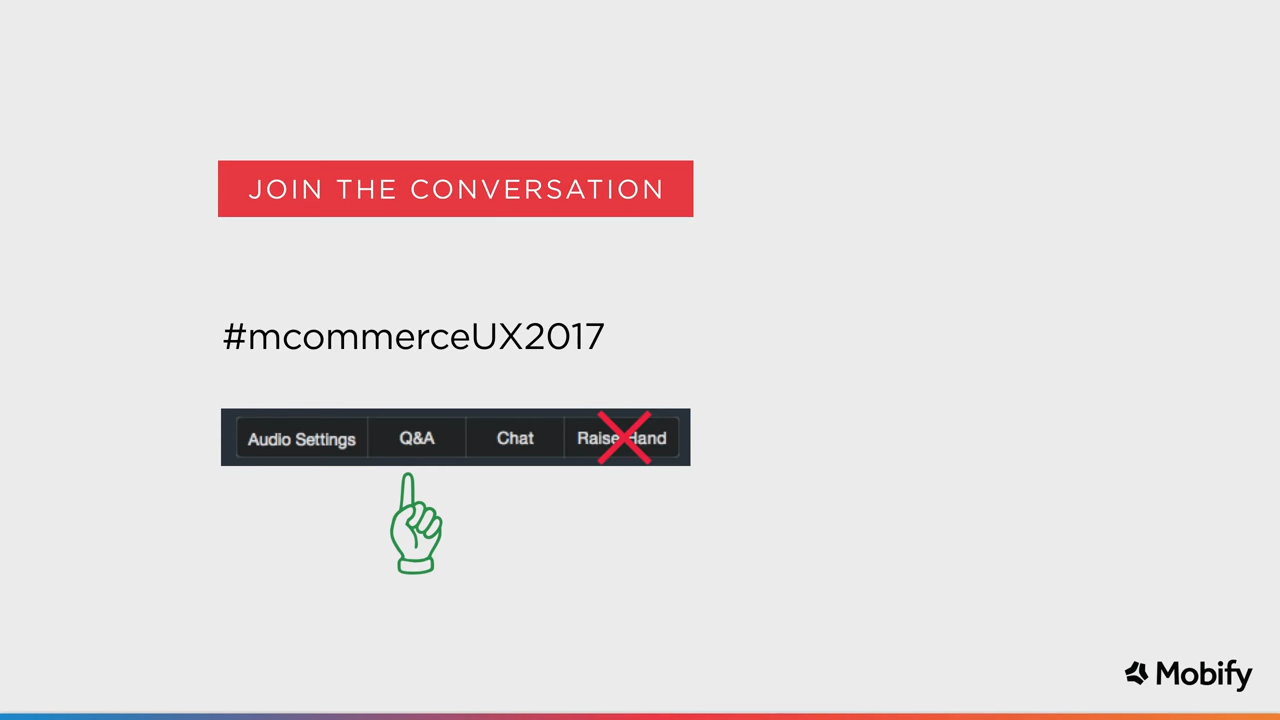 JOIN THE CONVERSATION
#mcommerceUX2017
Audio Settings Q&A Chat Raise Hand
Mobify